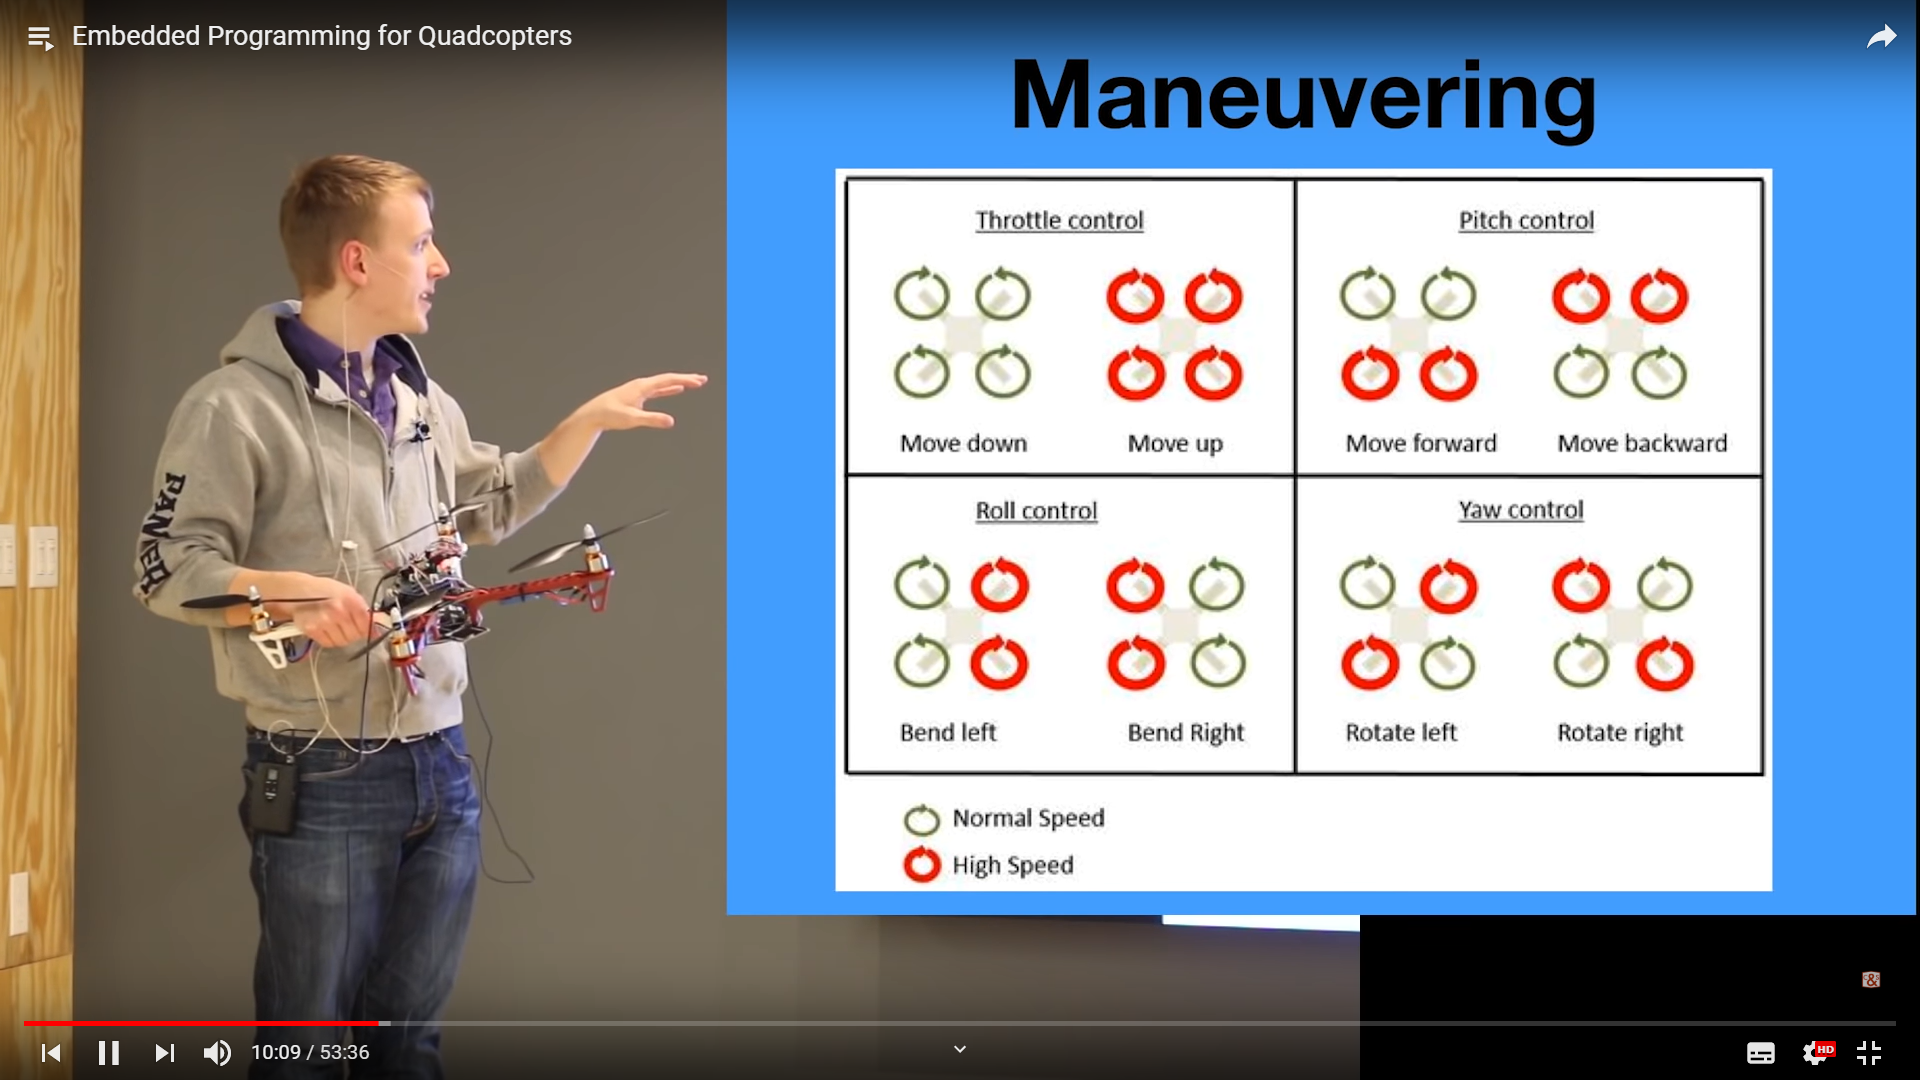 Embedded Programming for Quadcopters
Maneuvering
Throttle control
Move down
Move up
Pitch control
Move forward
Move backward
Roll control
Bend left
Bend Right
Yaw control
Rotate left
Rotate right
Normal Speed
High Speed
PANKER
&
10:09 / 53:36
HD